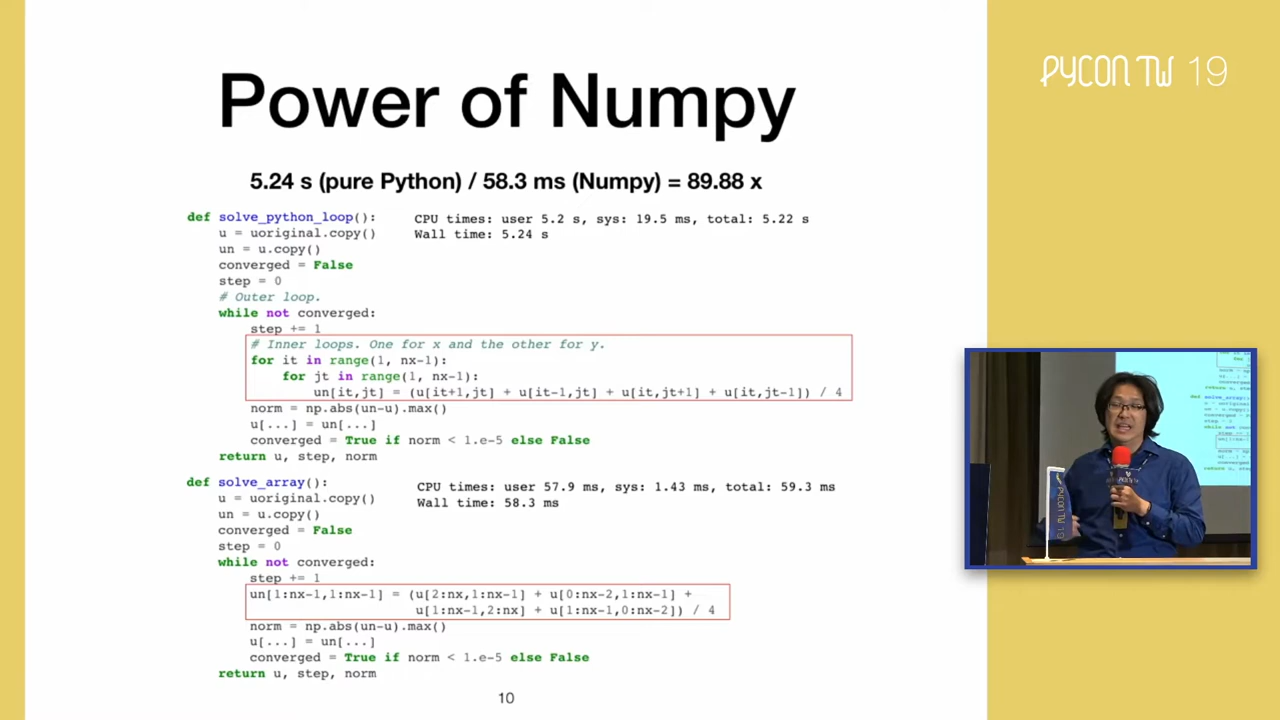 Power of Numpy
PYCON TW 19
5.24 s (pure Python) / 58.3 ms (Numpy) = 89.88 x
def solve_python_loop():
    u = uoriginal.copy()
    un = u.copy()
    converged = False
    step = 0
    # Outer loop.
    while not converged:
        step += 1
        # Inner loops. One for x and the other for y.
        for it in range(1, nx-1):
            for jt in range(1, nx-1):
                un[it,jt] = (u[it+1,jt] + u[it-1,jt] + u[it,jt+1] + u[it,jt-1]) / 4
        norm = np.abs(un-u).max()
        u[...] = un[...]
        converged = True if norm < 1.e-5 else False
    return u, step, norm
CPU times: user 5.2 s, sys: 19.5 ms, total: 5.22 s
Wall time: 5.24 s
def solve_array():
    u = uoriginal.copy()
    un = u.copy()
    converged = False
    step = 0
    while not converged:
        step += 1
        un[1:nx-1,1:nx-1] = (u[2:nx,1:nx-1] + u[0:nx-2,1:nx-1] +
                             u[1:nx-1,2:nx] + u[1:nx-1,0:nx-2]) / 4
        norm = np.abs(un-u).max()
        u[...] = un[...]
        converged = True if norm < 1.e-5 else False
    return u, step, norm
CPU times: user 57.9 ms, sys: 1.43 ms, total: 59.3 ms
Wall time: 58.3 ms
10
PYCON TW 19